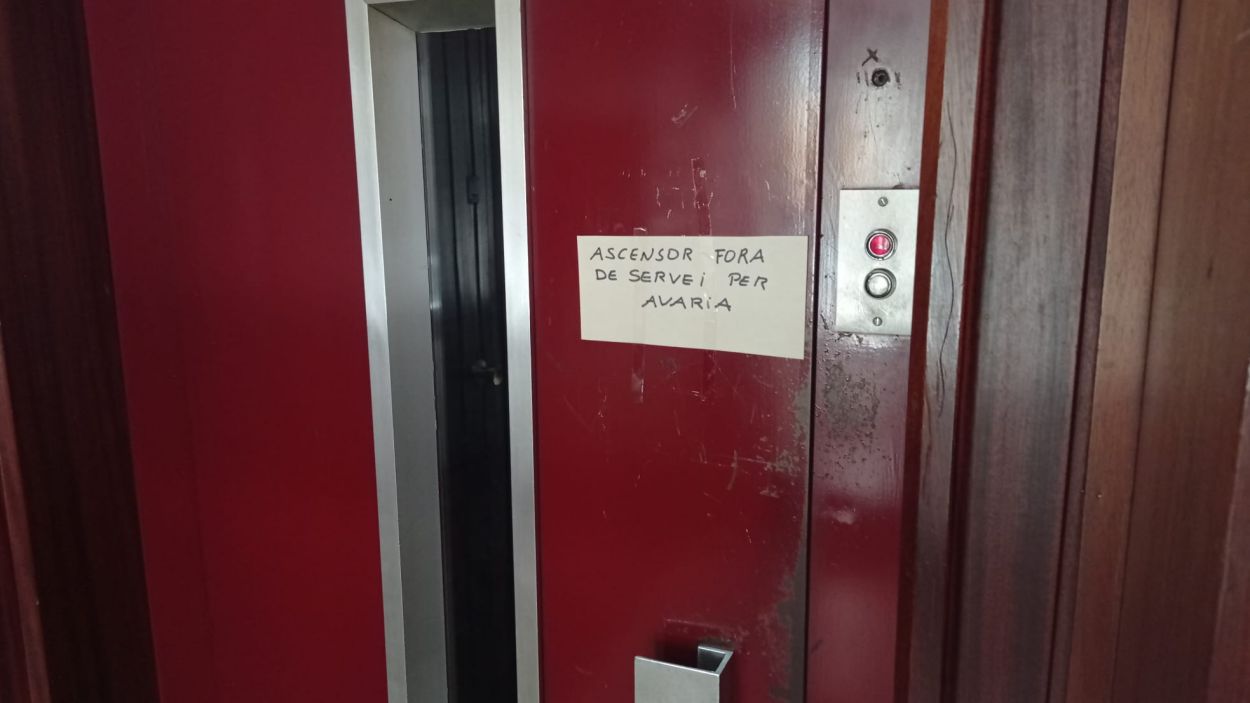 ASCENSOR FORA
DE SERVEi PER
AVARiA